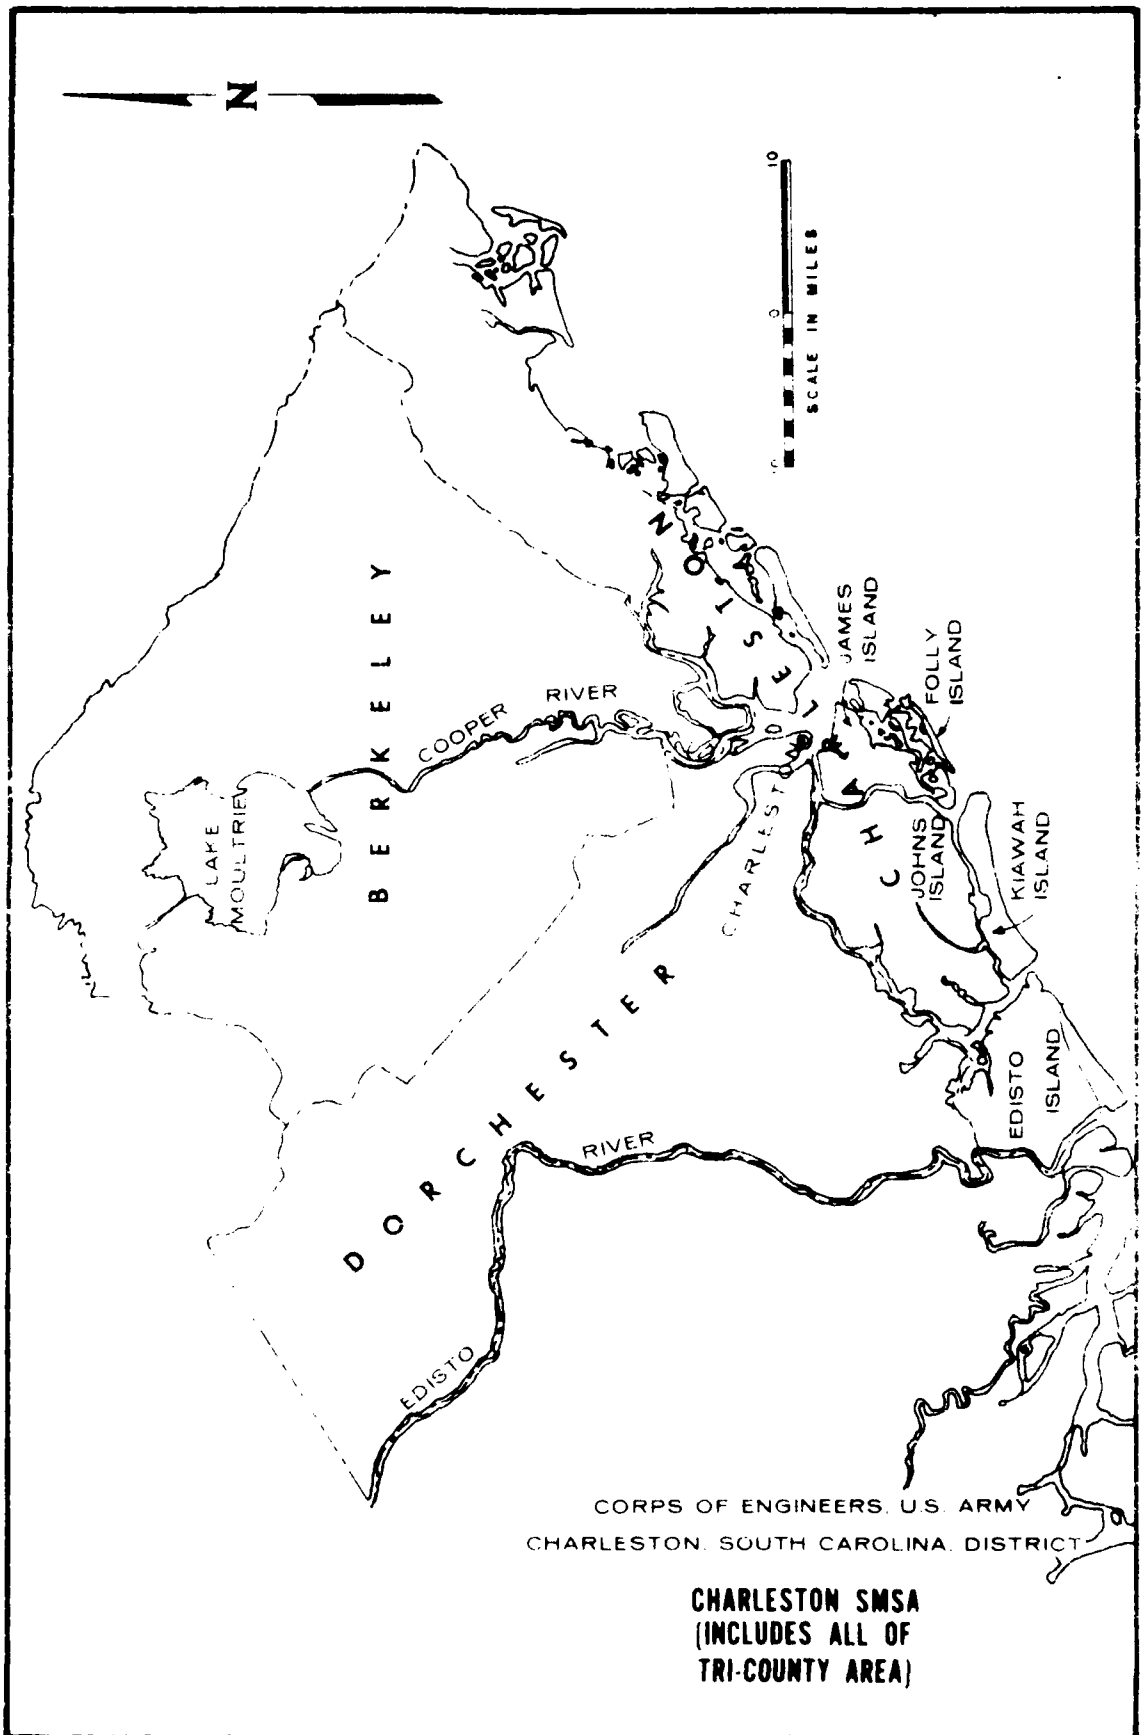 N
10
0
SCALE IN MILES
BERKELEY
LAKE
MOULTRIE
COOPER RIVER
CHARLESTON
JAMES
ISLAND
FOLLY
ISLAND
JOHNS
ISLAND
KIAWAH
ISLAND
DORCHESTER
EDISTO RIVER
EDISTO
ISLAND
CORPS OF ENGINEERS, U.S. ARMY
CHARLESTON, SOUTH CAROLINA, DISTRICT
CHARLESTON SMSA
(INCLUDES ALL OF
TRI-COUNTY AREA)